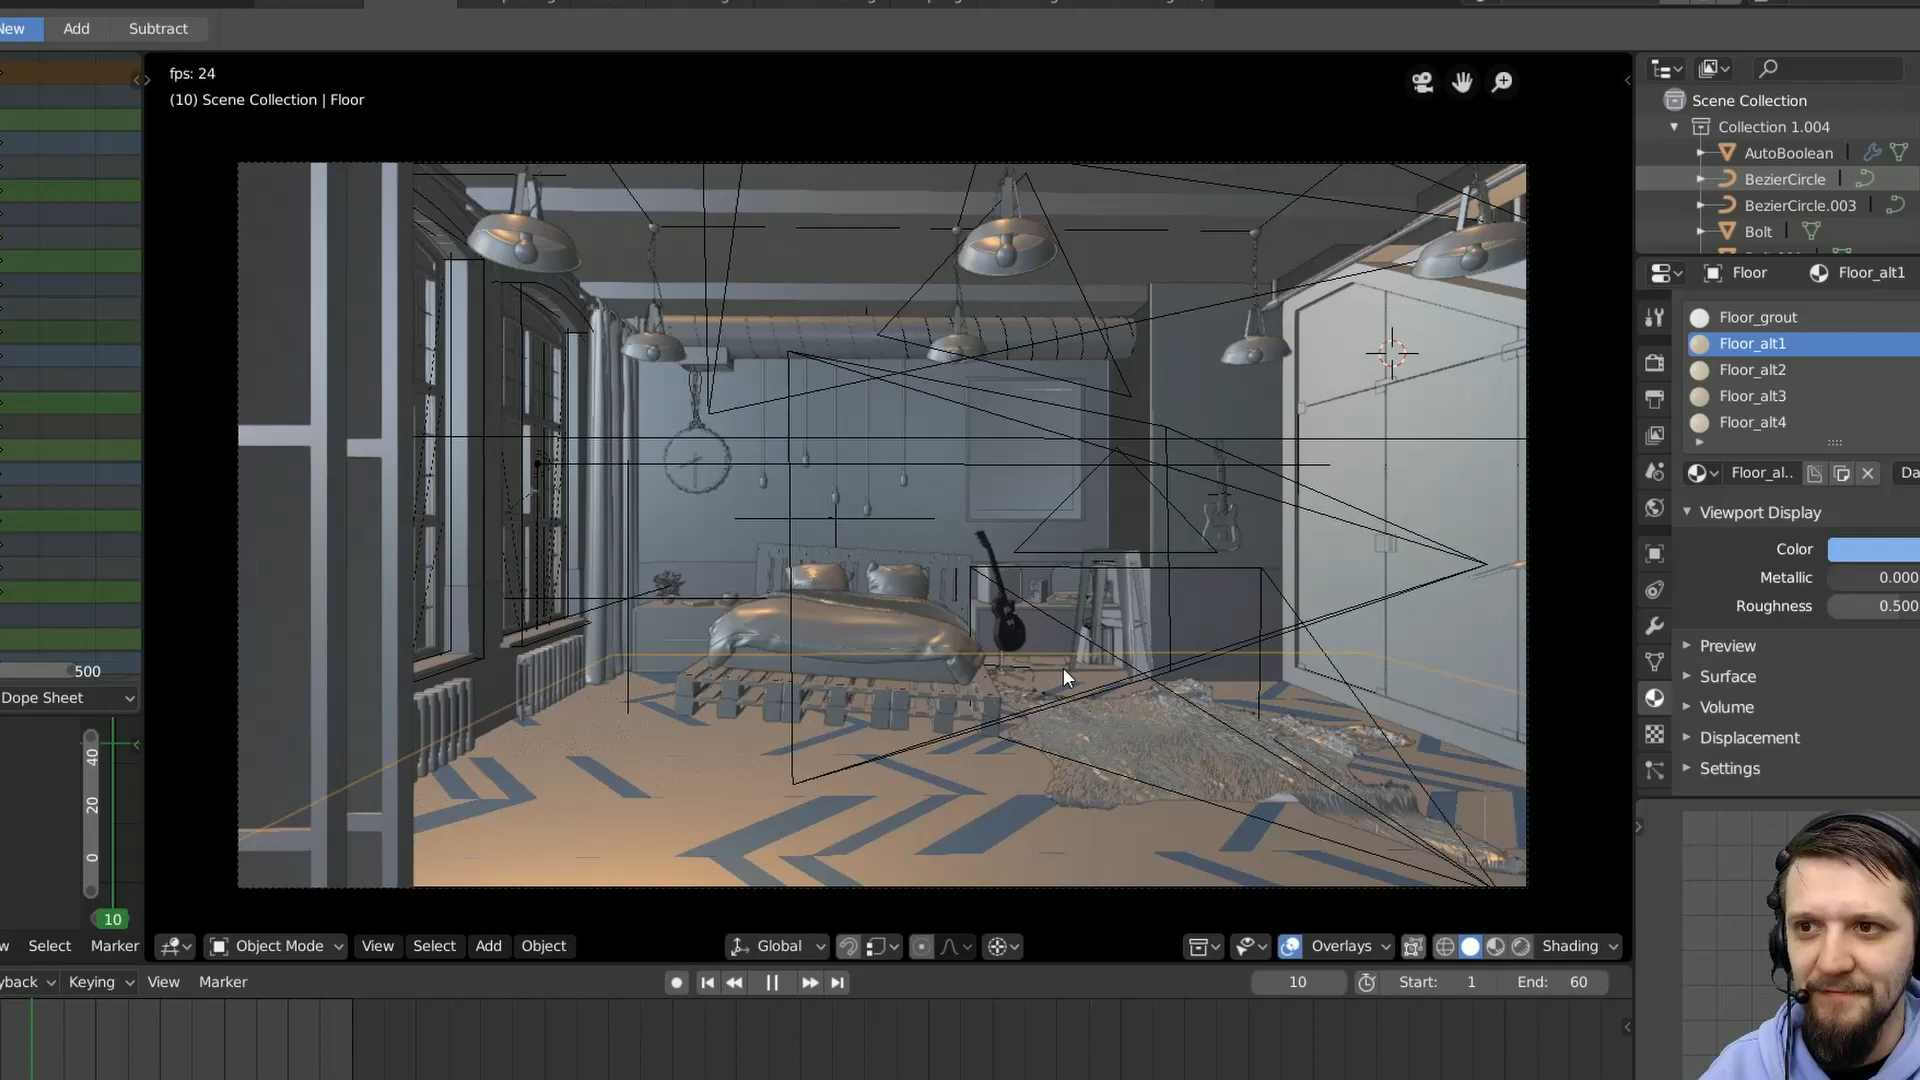 New Add Subtract
fps: 24
(10) Scene Collection | Floor
Scene Collection
Collection 1.004
AutoBoolean
BezierCircle
BezierCircle.003
Bolt
Floor Floor_alt1
Floor_grout
Floor_alt1
Floor_alt2
Floor_alt3
Floor_alt4
Floor_al.. Da
Viewport Display
Color
Metallic 0.000
Roughness 0.500
Preview
Surface
Volume
Displacement
Settings
500
Dope Sheet
40
20
0
10
w Select Marker
Object Mode View Select Add Object Global Overlays Shading
yback Keying View Marker 10 Start: 1 End: 60